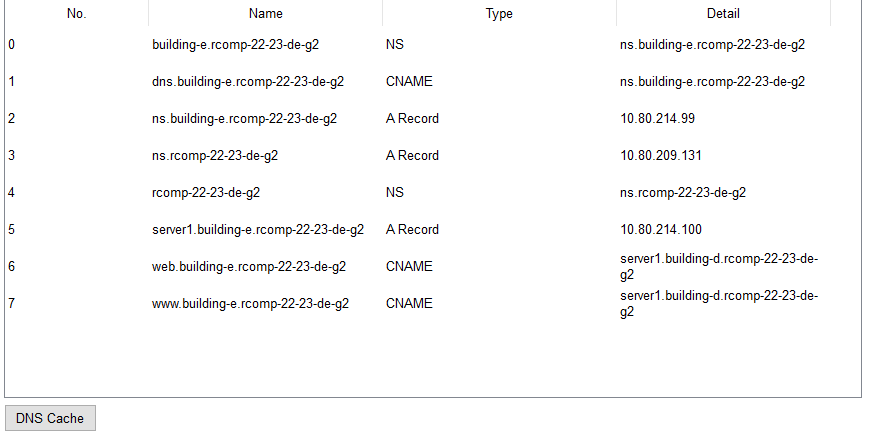 No. Name Type Detail
0 building-e.rcomp-22-23-de-g2 NS ns.building-e.rcomp-22-23-de-g2
1 dns.building-e.rcomp-22-23-de-g2 CNAME ns.building-e.rcomp-22-23-de-g2
2 ns.building-e.rcomp-22-23-de-g2 A Record 10.80.214.99
3 ns.rcomp-22-23-de-g2 A Record 10.80.209.131
4 rcomp-22-23-de-g2 NS ns.rcomp-22-23-de-g2
5 server1.building-e.rcomp-22-23-de-g2 A Record 10.80.214.100
6 web.building-e.rcomp-22-23-de-g2 CNAME server1.building-d.rcomp-22-23-de-
g2
7 www.building-e.rcomp-22-23-de-g2 CNAME server1.building-d.rcomp-22-23-de-
g2
DNS Cache